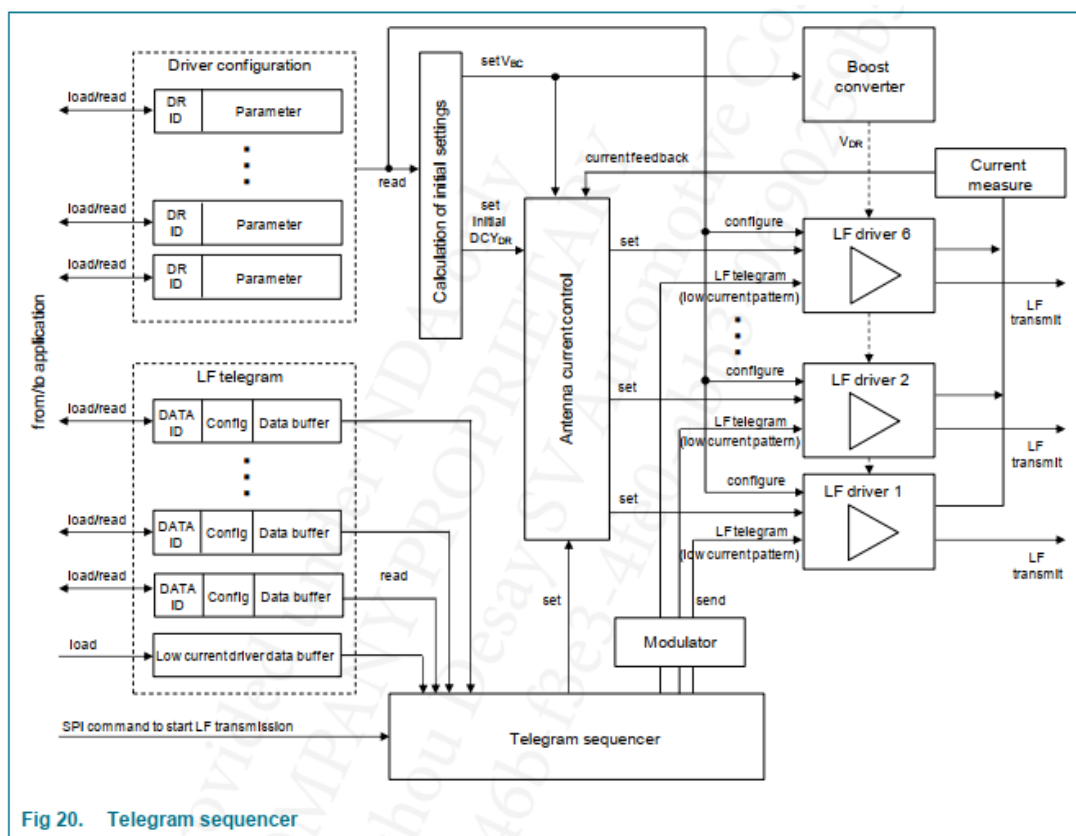 Driver configuration
load/read
DR ID
Parameter
load/read
DR ID
Parameter
load/read
DR ID
Parameter
from/to application
read
Calculation of initial settings
set VBC
set
Initial
DCYDR
Boost
converter
VDR
current feedback
Current
measure
Antenna current control
configure
set
LF telegram
(low current pattern)
LF driver 6
LF
transmit
configure
set
LF telegram
(low current pattern)
LF driver 2
LF
transmit
configure
set
LF telegram
(low current pattern)
LF driver 1
LF
transmit
LF telegram
load/read
DATA ID
Config
Data buffer
load/read
DATA ID
Config
Data buffer
read
load/read
DATA ID
Config
Data buffer
load
Low current driver data buffer
set
send
Modulator
SPI command to start LF transmission
Telegram sequencer
Fig 20. Telegram sequencer